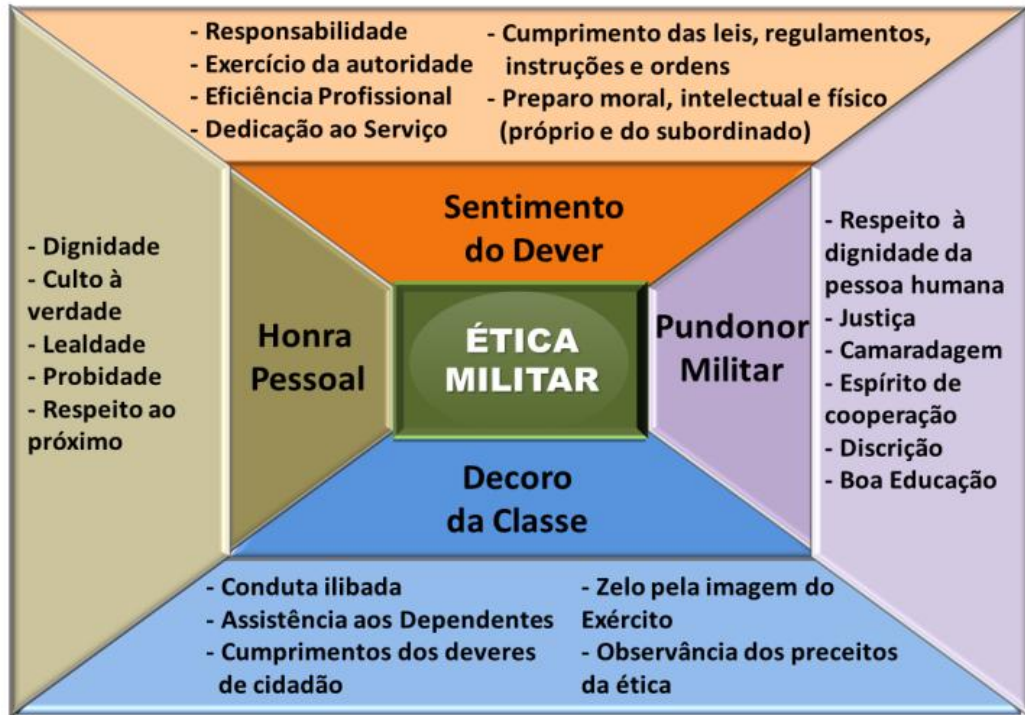 - Responsabilidade
- Exercício da autoridade
- Eficiência Profissional
- Dedicação ao Serviço
- Cumprimento das leis, regulamentos,
instruções e ordens
- Preparo moral, intelectual e físico
(próprio e do subordinado)
Sentimento
do Dever
- Dignidade
- Culto à
verdade
- Lealdade
- Probidade
- Respeito ao
próximo
Honra
Pessoal
ÉTICA
MILITAR
Pundonor
Militar
- Respeito à
dignidade da
pessoa humana
- Justiça
- Camaradagem
- Espírito de
cooperação
- Discrição
- Boa Educação
Decoro
da Classe
- Conduta ilibada
- Assistência aos Dependentes
- Cumprimentos dos deveres
de cidadão
- Zelo pela imagem do
Exército
- Observância dos preceitos
da ética